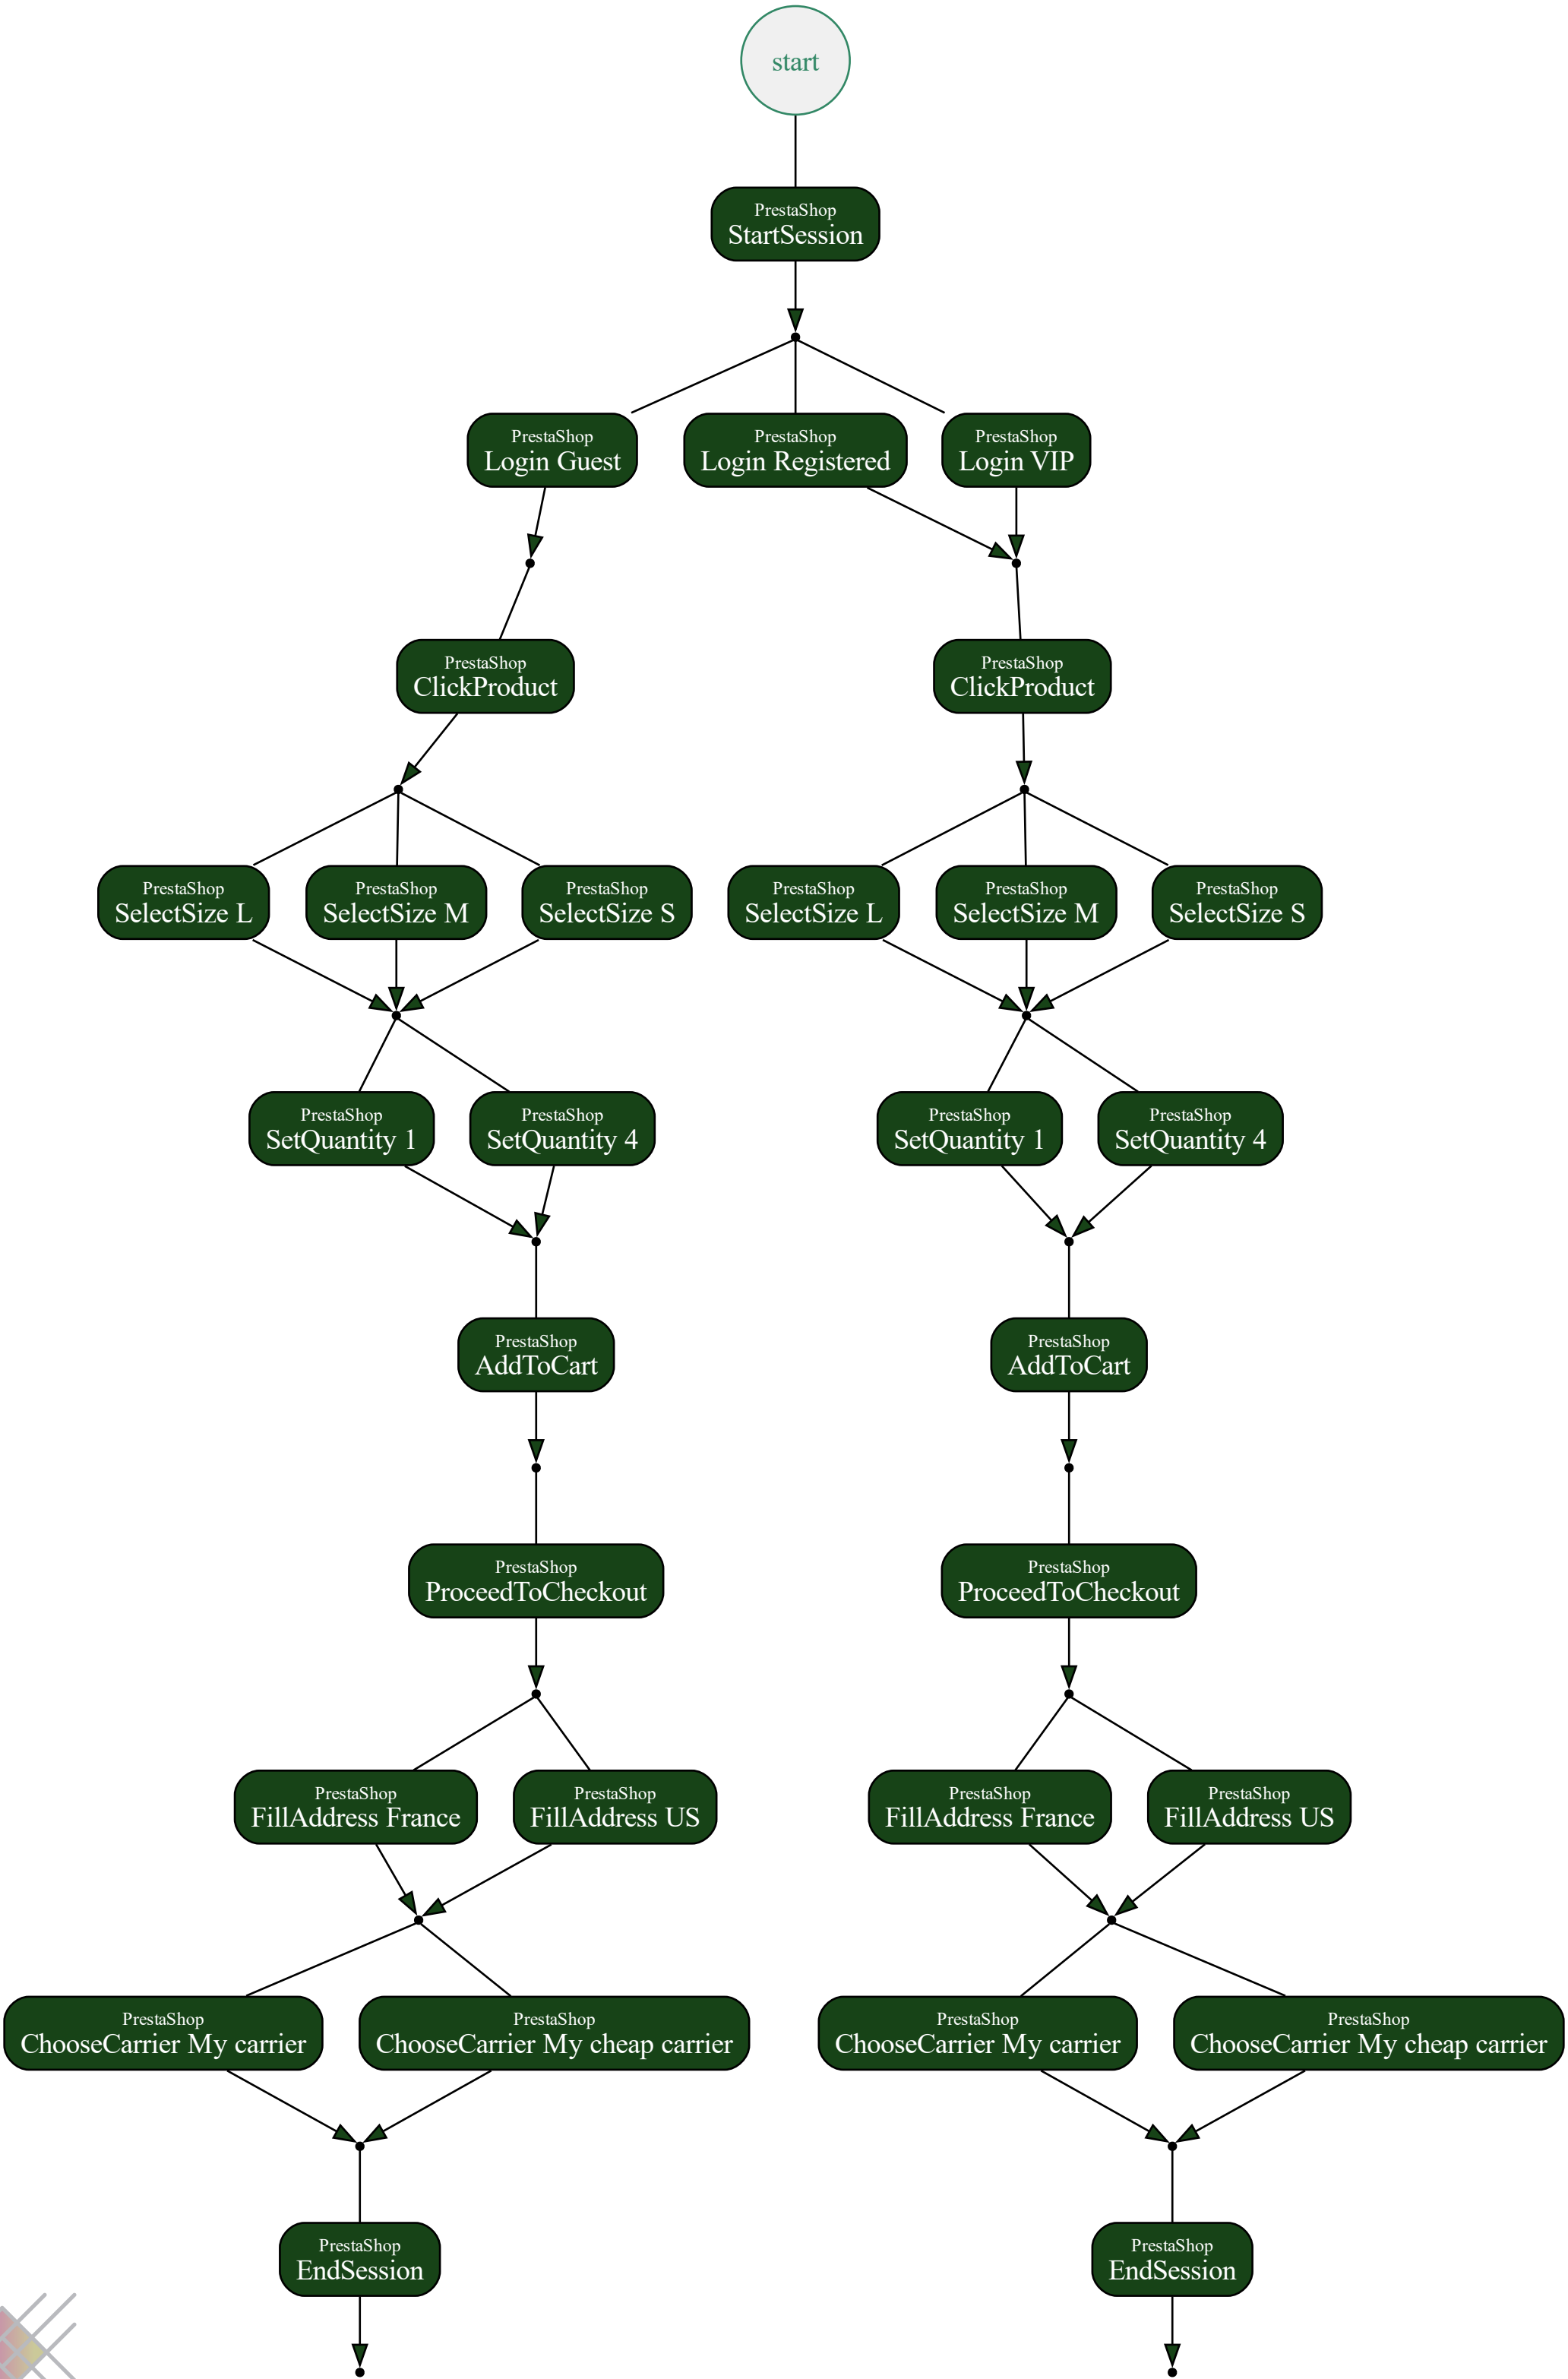 start
PrestaShop
StartSession
PrestaShop
Login Guest
PrestaShop
Login Registered
PrestaShop
Login VIP
PrestaShop
ClickProduct
PrestaShop
ClickProduct
PrestaShop
SelectSize L
PrestaShop
SelectSize M
PrestaShop
SelectSize S
PrestaShop
SelectSize L
PrestaShop
SelectSize M
PrestaShop
SelectSize S
PrestaShop
SetQuantity 1
PrestaShop
SetQuantity 4
PrestaShop
SetQuantity 1
PrestaShop
SetQuantity 4
PrestaShop
AddToCart
PrestaShop
AddToCart
PrestaShop
ProceedToCheckout
PrestaShop
ProceedToCheckout
PrestaShop
FillAddress France
PrestaShop
FillAddress US
PrestaShop
FillAddress France
PrestaShop
FillAddress US
PrestaShop
ChooseCarrier My carrier
PrestaShop
ChooseCarrier My cheap carrier
PrestaShop
ChooseCarrier My carrier
PrestaShop
ChooseCarrier My cheap carrier
PrestaShop
EndSession
PrestaShop
EndSession